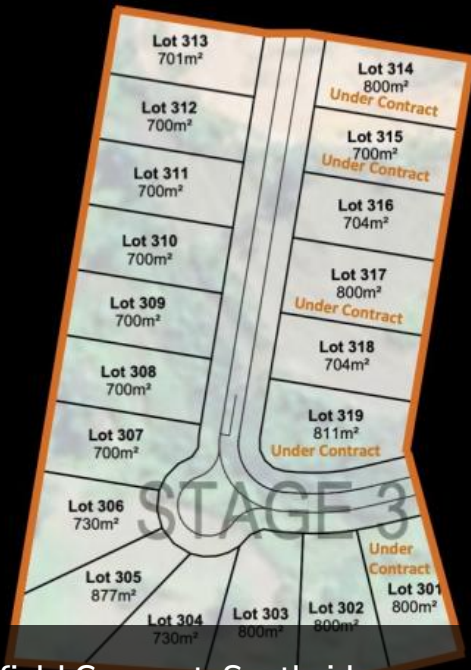 Lot 313
701m²
Lot 314
800m²
Under Contract
Lot 312
700m²
Lot 315
700m²
Under Contract
Lot 311
700m²
Lot 316
704m²
Lot 310
700m²
Lot 317
800m²
Under Contract
Lot 309
700m²
Lot 318
704m²
Lot 308
700m²
Lot 319
811m²
Under Contract
Lot 307
700m²
STAGE 3
Lot 306
730m²
Under
Contract
Lot 305
877m²
Lot 301
800m²
Lot 304
730m²
Lot 303
800m²
Lot 302
800m²